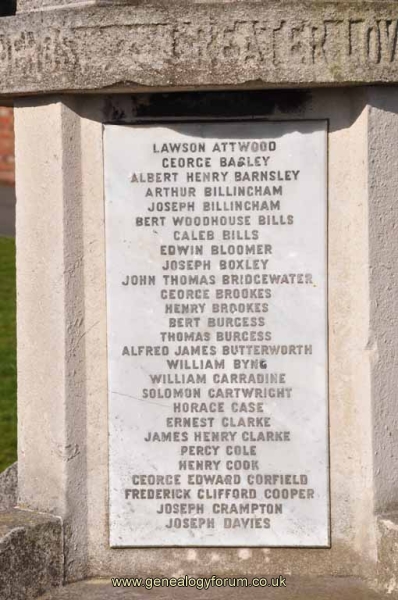 GREATER LOV
LAWSON ATTWOOD
GEORGE BAGLEY
ALBERT HENRY BARNSLEY
ARTHUR BILLINGHAM
JOSEPH BILLINGHAM
BERT WOODHOUSE BILLS
CALEB BILLS
EDWIN BLOOMER
JOSEPH BOXLEY
JOHN THOMAS BRIDGEWATER
GEORGE BROOKES
HENRY BROOKES
BERT BURGESS
THOMAS BURGESS
ALFRED JAMES BUTTERWORTH
WILLIAM BYNG
WILLIAM CARRADINE
SOLOMON CARTWRIGHT
HORACE CASE
ERNEST CLARKE
JAMES HENRY CLARKE
PERCY COLE
HENRY COOK
GEORGE EDWARD CORFIELD
FREDERICK CLIFFORD COOPER
JOSEPH CRAMPTON
JOSEPH DAVIES
www.genealogyforum.co.uk